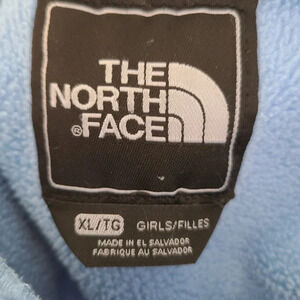 THE
NORTH
®FACE
XL/TG GIRLS/FILLES
MADE IN EL SALVADOR
FABRIQUE AU SALVADOR